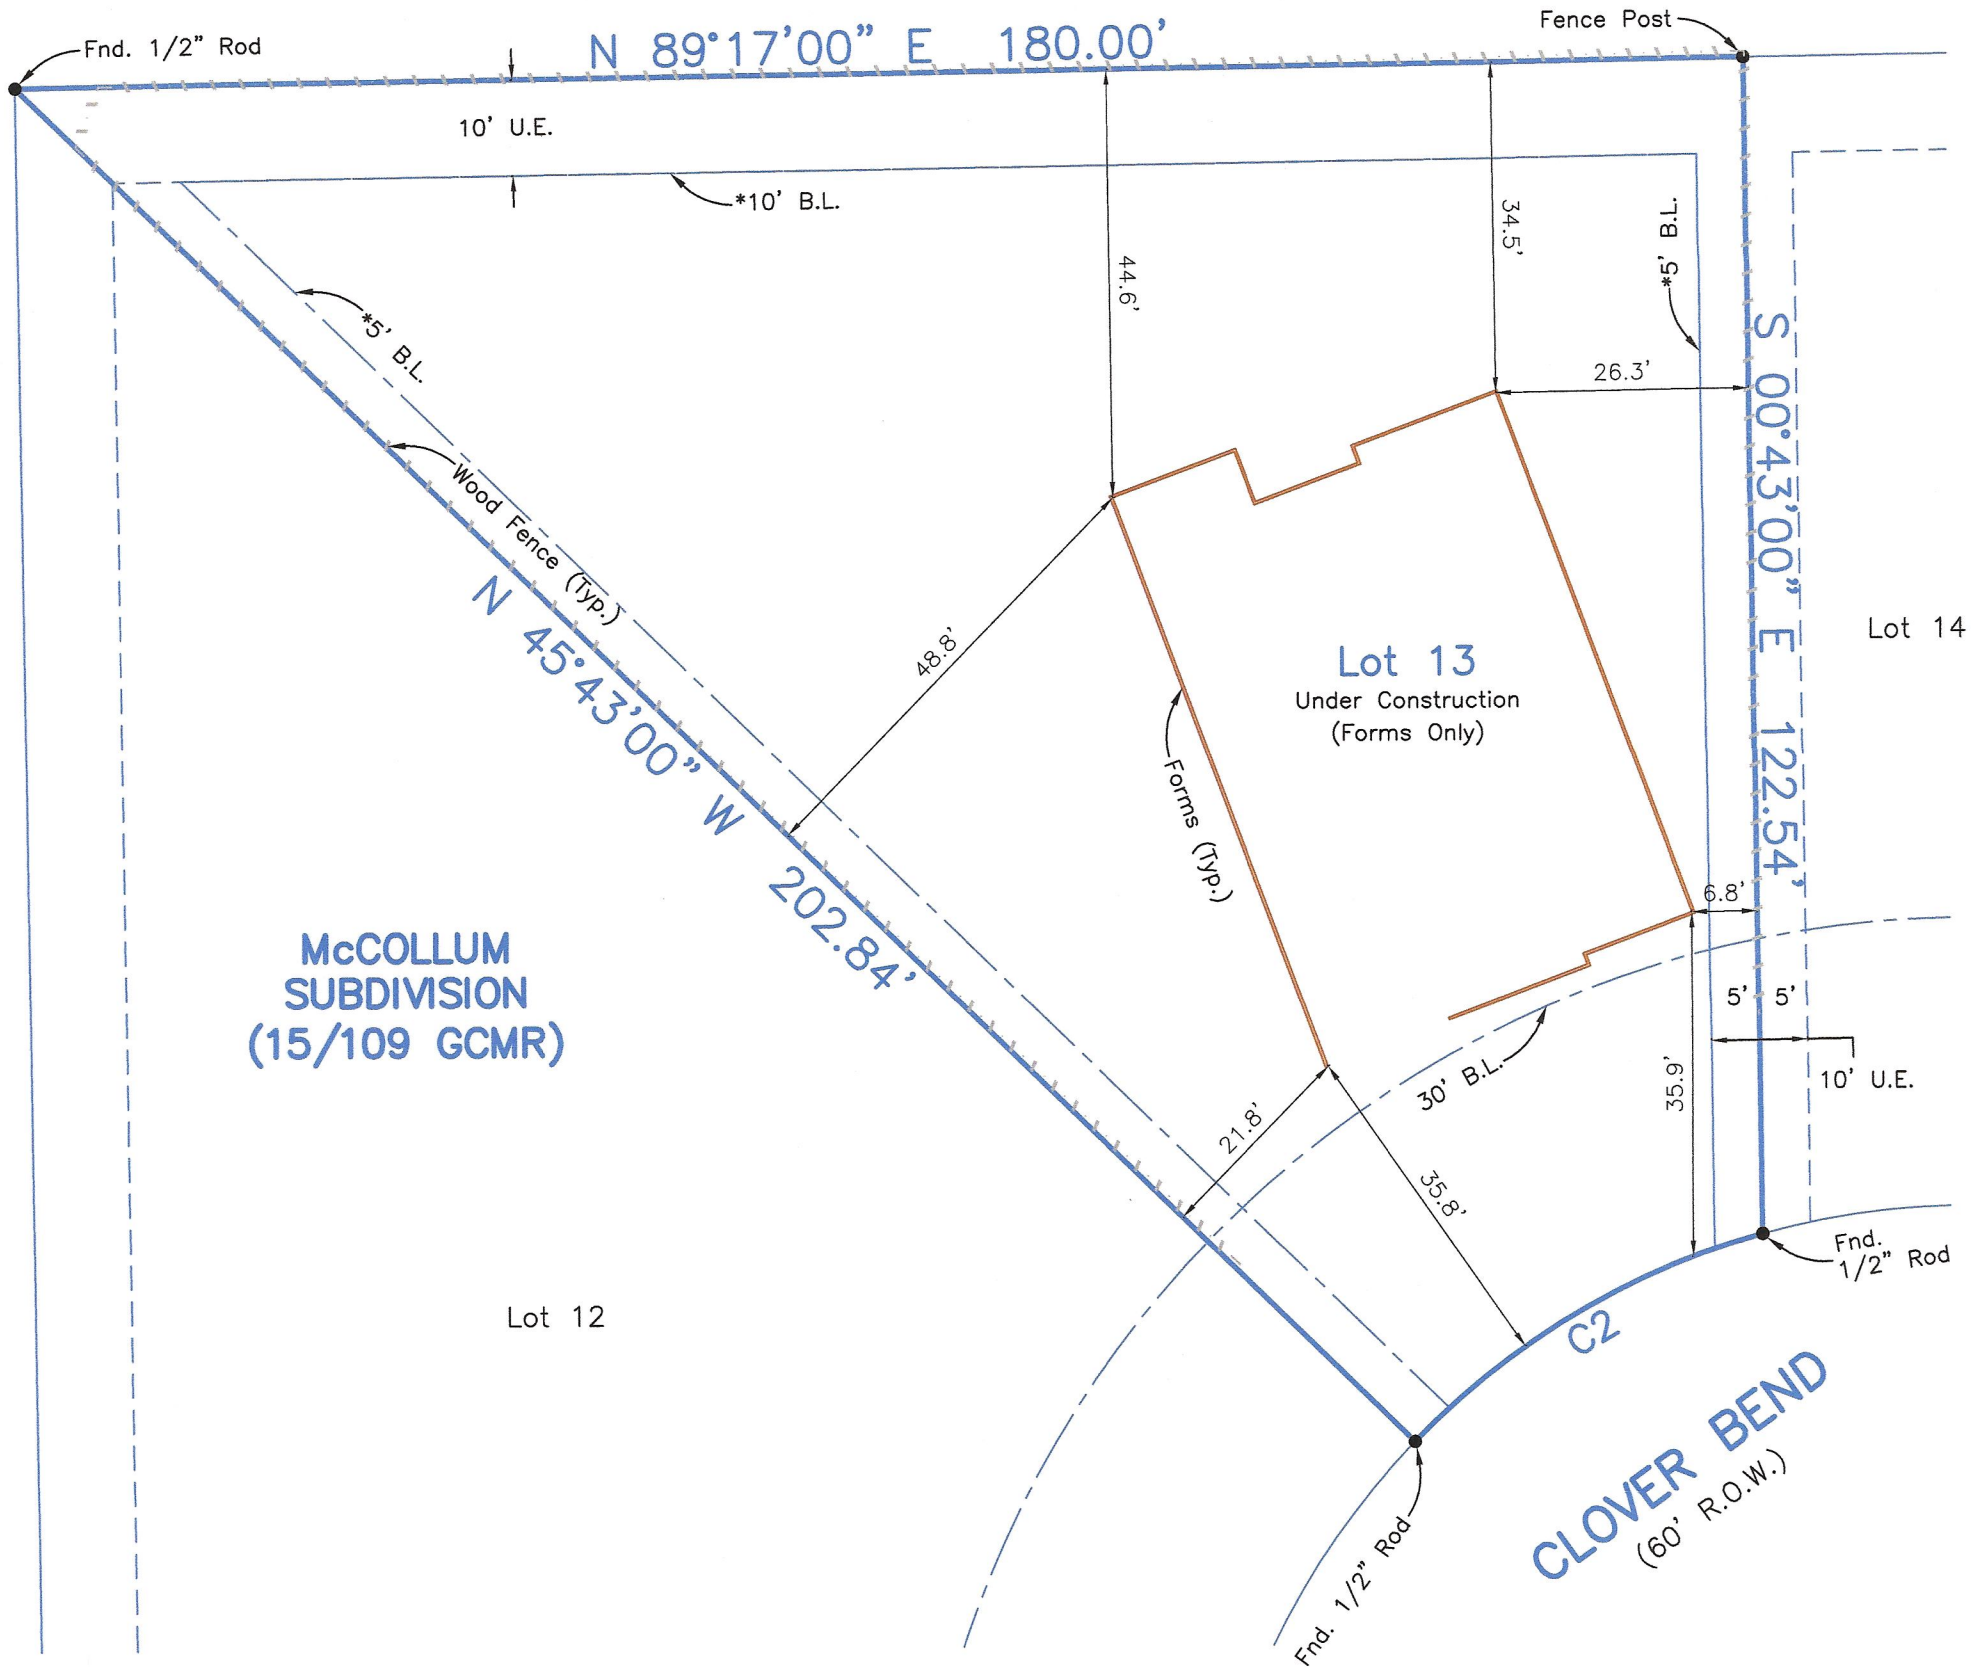 Fence Post
Fnd. 1/2" Rod
N 89°17'00" E 180.00'
10' U.E.
*10' B.L.
34.5'
*5' B.L.
44.6'
*5' B.L.
26.3'
S 00°43'00" E 122.54'
Wood Fence (Typ.)
N 45°43'00" W 202.84'
48.8'
Lot 13
Under Construction
(Forms Only)
Lot 14
Forms (Typ.)
6.8'
McCOLLUM
SUBDIVISION
(15/109 GCMR)
5' 5'
30' B.L.
35.9'
10' U.E.
21.8'
35.8'
Fnd.
1/2" Rod
Lot 12
C2
CLOVER BEND
(60' R.O.W.)
Fnd. 1/2" Rod